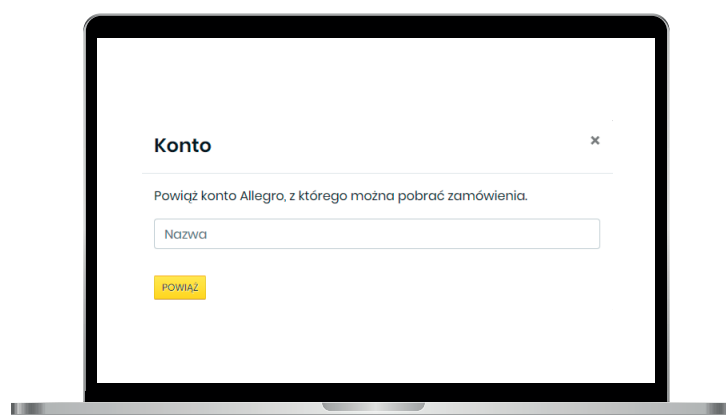 Konto
×
Powiąż konto Allegro, z którego można pobrać zamówienia.
Nazwa
POWIĄŻ